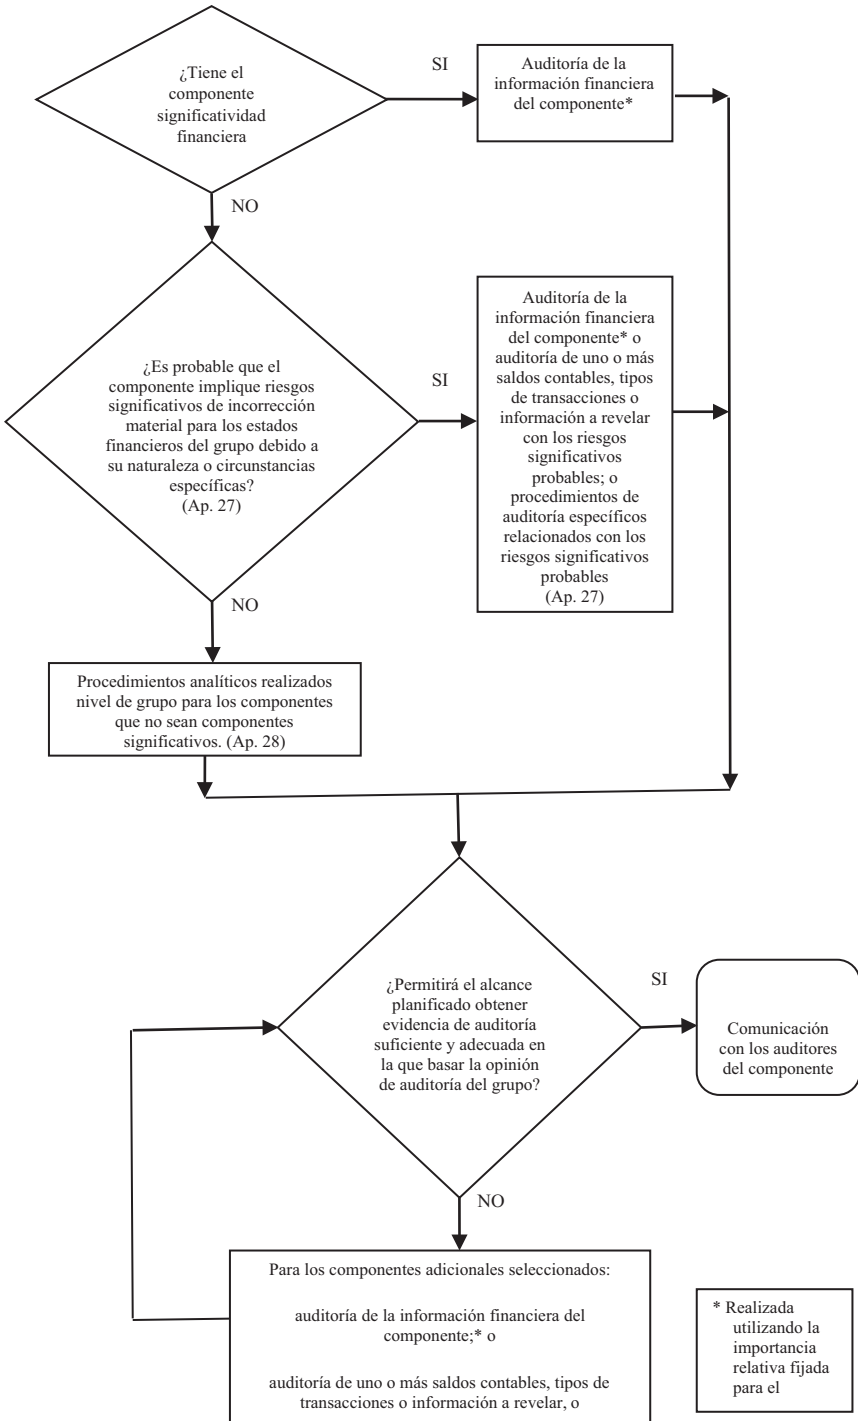 ¿Tiene el
componente
significatividad
financiera
SI
Auditoría de la
información financiera
del componente*
NO
¿Es probable que el
componente implique riesgos
significativos de incorrección
material para los estados
financieros del grupo debido a
su naturaleza o circunstancias
específicas?
(Ap. 27)
SI
Auditoría de la
información financiera
del componente* o
auditoría de uno o más
saldos contables, tipos
de transacciones o
información a revelar
con los riesgos
significativos
probables; o
procedimientos de
auditoría específicos
relacionados con los
riesgos significativos
probables
(Ap. 27)
NO
Procedimientos analíticos realizados
nivel de grupo para los componentes
que no sean componentes
significativos. (Ap. 28)
¿Permitirá el alcance
planificado obtener
evidencia de auditoría
suficiente y adecuada en
la que basar la opinión
de auditoría del grupo?
SI
Comunicación
con los auditores
del componente
NO
Para los componentes adicionales seleccionados:
auditoría de la información financiera del
componente;* o
auditoría de uno o más saldos contables, tipos de
transacciones o información a revelar, o
* Realizada
utilizando la
importancia
relativa fijada
para el